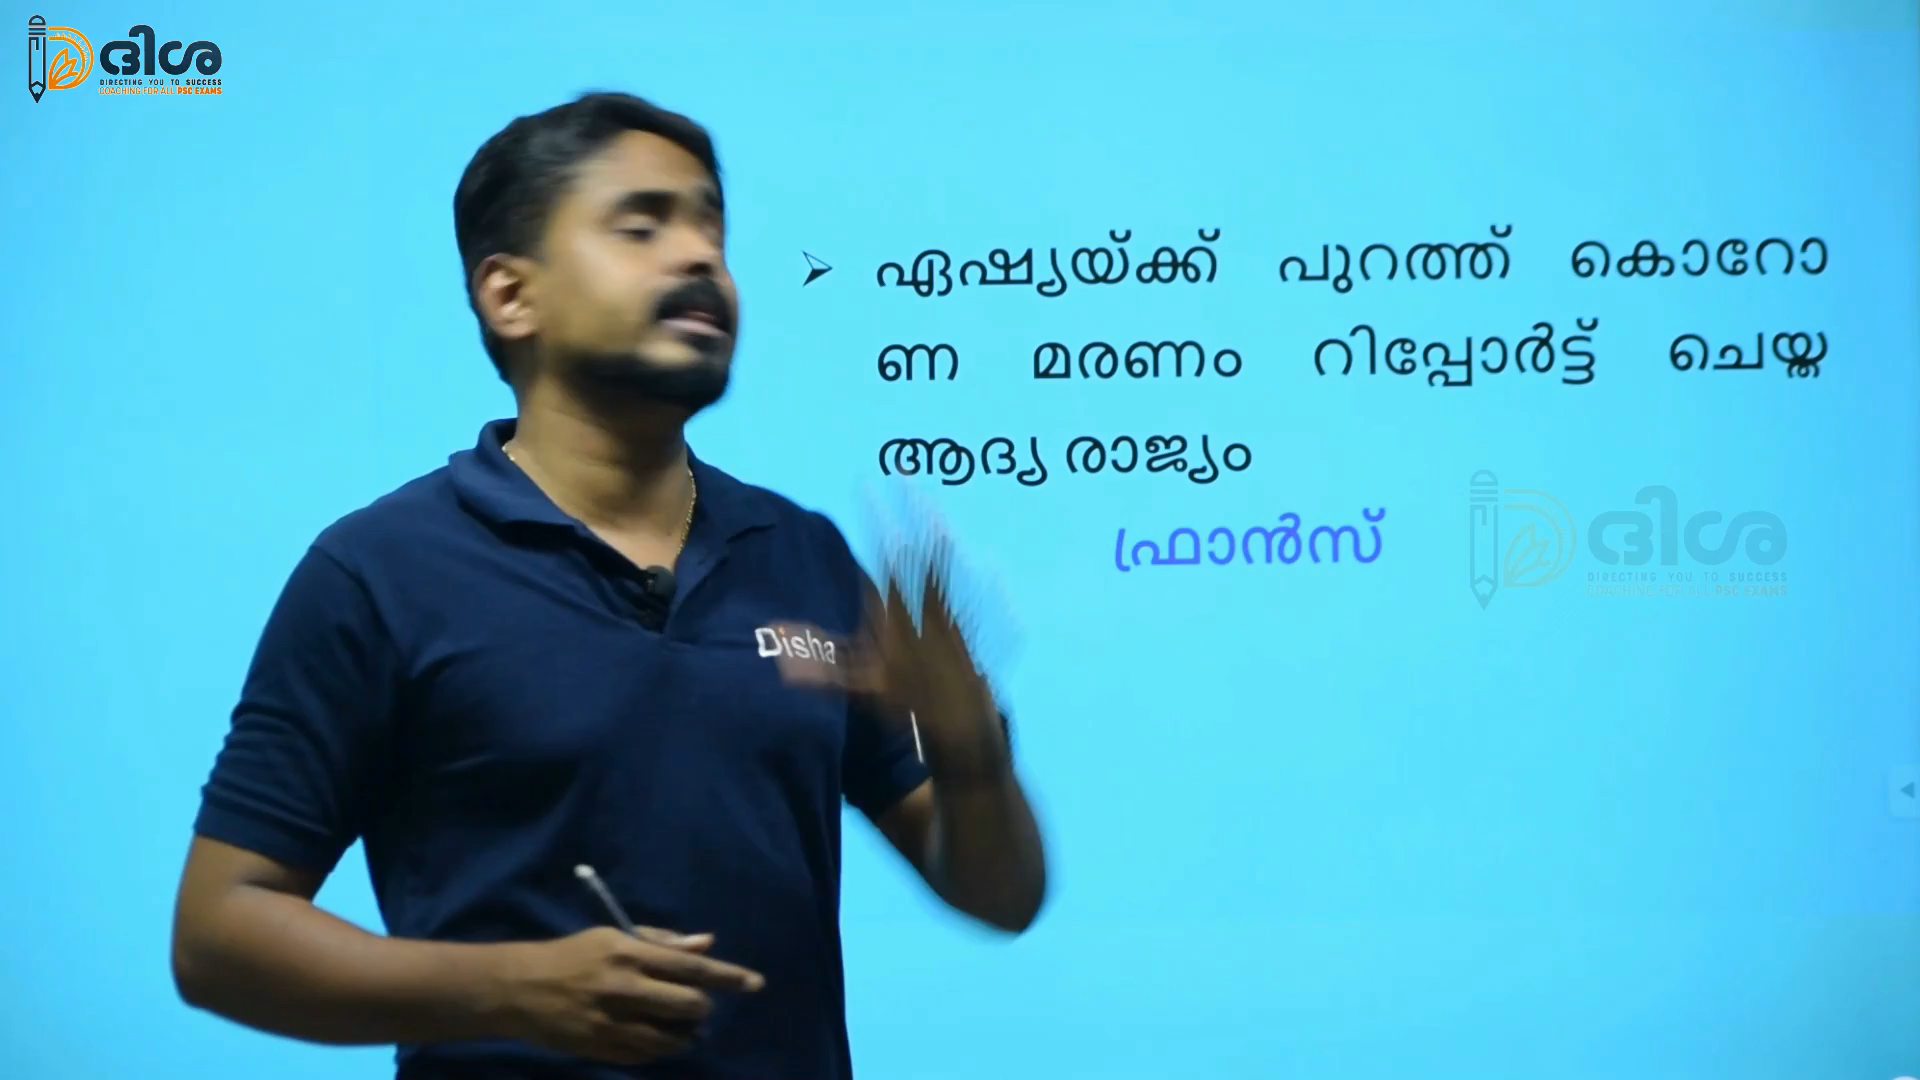 ദിശ
DIRECTING YOU TO SUCCESS
COACHING FOR ALL PSC EXAMS
ഏഷ്യയ്ക്ക് പുറത്ത് കൊറോ
ണ മരണം റിപ്പോർട്ട് ചെയ്ത
ആദ്യ രാജ്യം
ഫ്രാൻസ്
ദിശ
DIRECTING YOU TO SUCCESS
COACHING FOR ALL PSC EXAMS
Disha